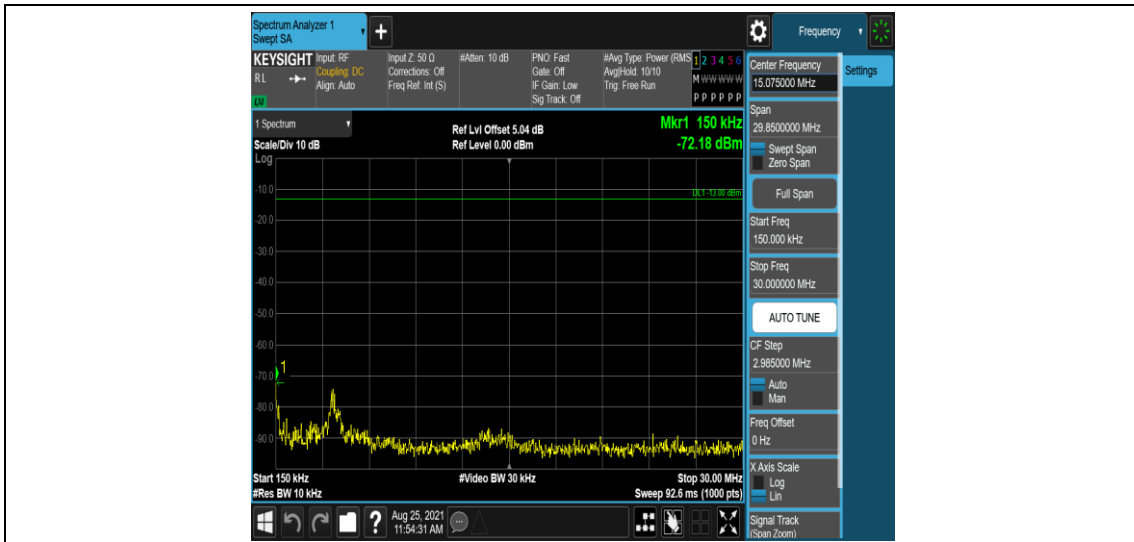 Spectrum Analyzer 1
Swept SA
+
Frequency
KEYSIGHT
RL
LXI
Input: RF
Coupling: DC
Align: Auto
Input Z: 50 Ω
Corrections: Off
Freq Ref: Int (S)
#Atten: 10 dB
PNO: Fast
Gate: Off
IF Gain: Low
Sig Track: Off
#Avg Type: Power (RMS
Avg|Hold: 10/10
Trig: Free Run
1 2 3 4 5 6
M W W W W W
P P P P P P
1 Spectrum
Scale/Div 10 dB
Log
Ref Lvl Offset 5.04 dB
Ref Level 0.00 dBm
Mkr1 150 kHz
-72.18 dBm
DL1 -13.00 dBm
-10.0
-20.0
-30.0
-40.0
-50.0
-60.0
-70.0
-80.0
-90.0
1
Start 150 kHz
#Res BW 10 kHz
#Video BW 30 kHz
Stop 30.00 MHz
Sweep 92.6 ms (1000 pts)
Center Frequency
15.075000 MHz
Settings
Span
29.8500000 MHz
Swept Span
Zero Span
Full Span
Start Freq
150.000 kHz
Stop Freq
30.000000 MHz
AUTO TUNE
CF Step
2.985000 MHz
Auto
Man
Freq Offset
0 Hz
X Axis Scale
Log
Lin
Signal Track
(Span Zoom)
?
Aug 25, 2021
11:54:31 AM